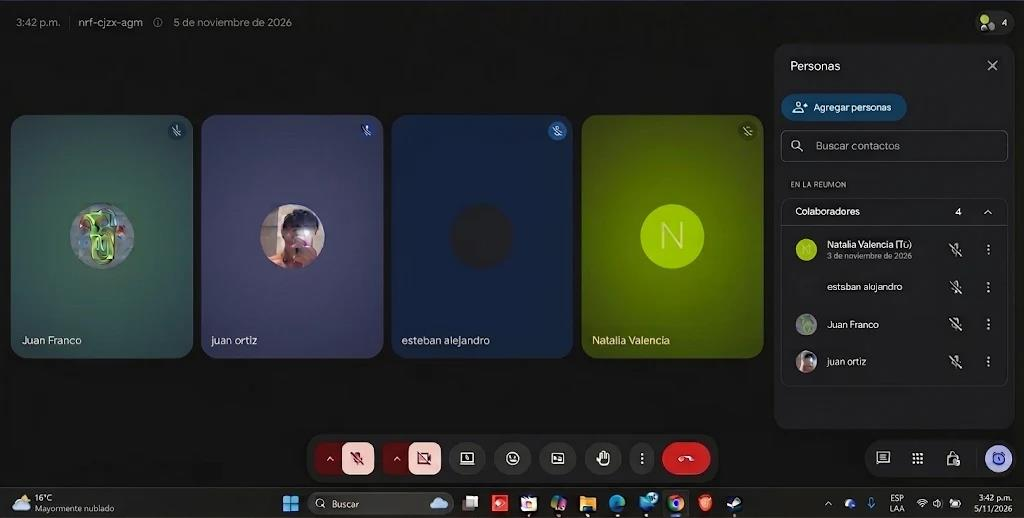 3:42 p.m. nrf-cjzx-agm 5 de noviembre de 2026
4
Personas
Agregar personas
Buscar contactos
EN LA REUMON
Colaboradores 4
Natalia Valencia (Tú)
3 de noviembre de 2026
estsban alujandro
Juan Franco
juan ortiz
Juan Franco
juan ortiz
esteban alejandro
N
Natalia Valencia
16°C
Mayormente nublado
Buscar
ESP
LAA
3:42 p.m.
5/11/2026